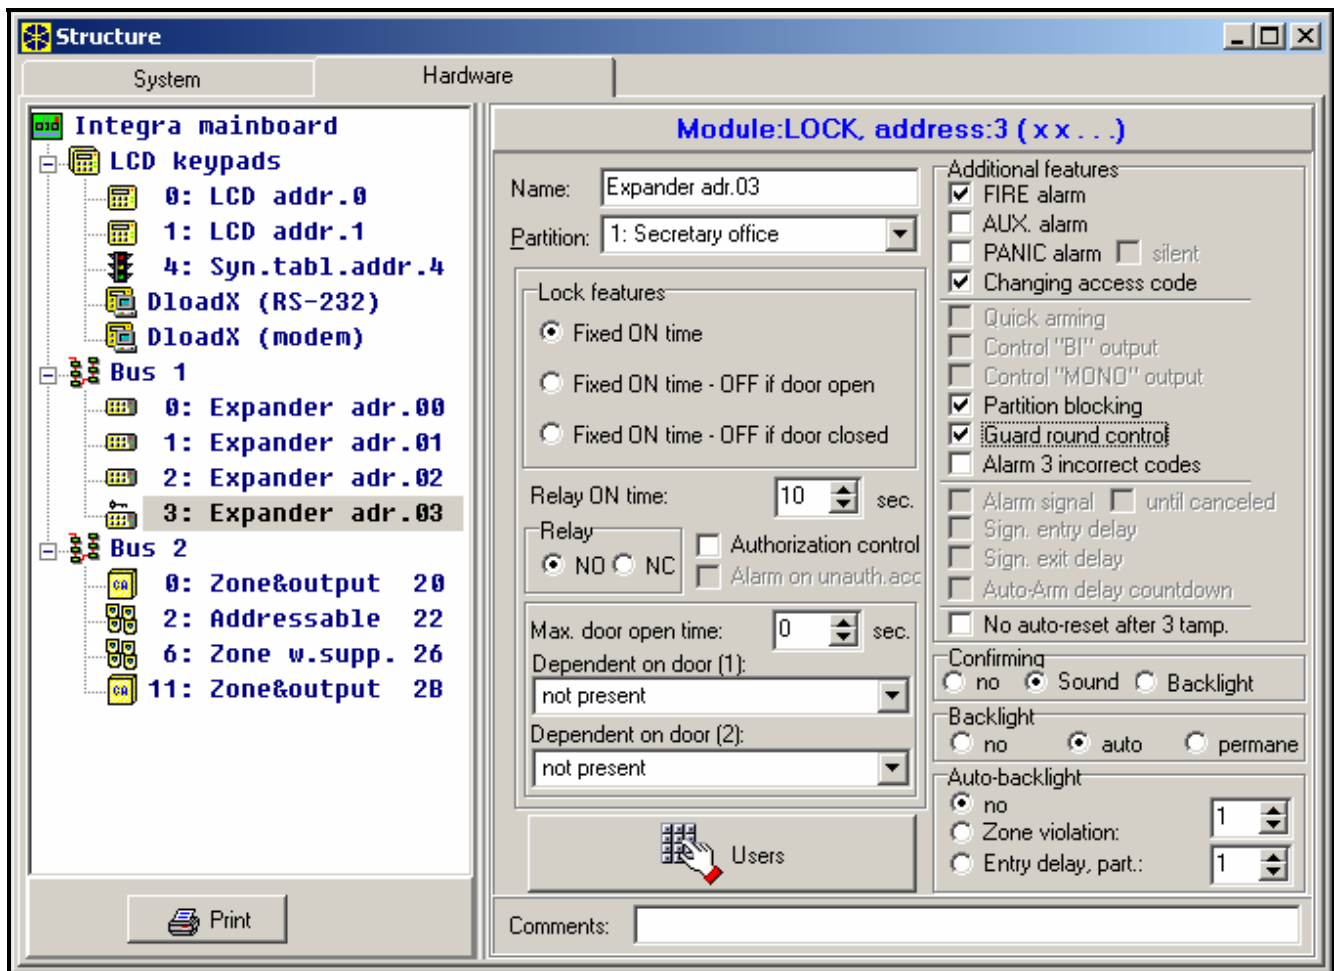 Structure
System
Hardware
Integra mainboard
LCD keypads
0: LCD addr.0
1: LCD addr.1
4: Syn.tabl.addr.4
DloadX (RS-232)
DloadX (modem)
Bus 1
0: Expander adr.00
1: Expander adr.01
2: Expander adr.02
3: Expander adr.03
Bus 2
0: Zone&output 20
2: Addressable 22
6: Zone w.supp. 26
11: Zone&output 2B
Print
Module:LOCK, address:3 ( x x . . .)
Name: Expander adr.03
Partition: 1: Secretary office
Lock features
Fixed ON time
Fixed ON time - OFF if door open
Fixed ON time - OFF if door closed
Relay ON time: 10 sec.
Relay
NO NC
Authorization control
Alarm on unauth.acc
Max. door open time: 0 sec.
Dependent on door (1):
not present
Dependent on door (2):
not present
Users
Additional features
FIRE alarm
AUX. alarm
PANIC alarm silent
Changing access code
Quick arming
Control "BI" output
Control "MONO" output
Partition blocking
Guard round control
Alarm 3 incorrect codes
Alarm signal until canceled
Sign. entry delay
Sign. exit delay
Auto-Arm delay countdown
No auto-reset after 3 tamp.
Confirming
no Sound Backlight
Backlight
no auto permane
Auto-backlight
no
Zone violation: 1
Entry delay, part.: 1
Comments: